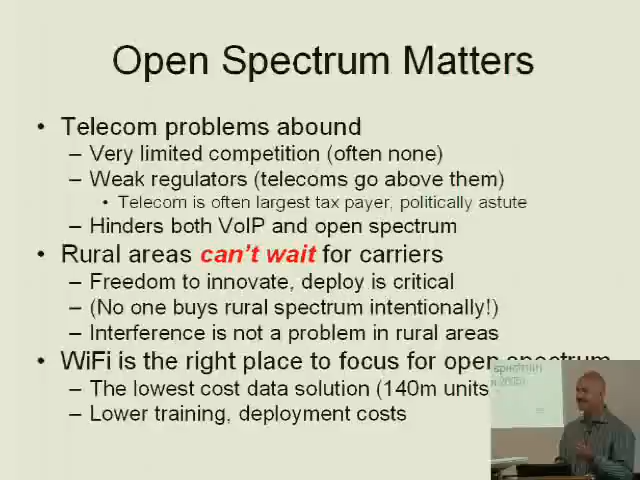 Open Spectrum Matters
• Telecom problems abound
– Very limited competition (often none)
– Weak regulators (telecoms go above them)
• Telecom is often largest tax payer, politically astute
– Hinders both VoIP and open spectrum
• Rural areas can't wait for carriers
– Freedom to innovate, deploy is critical
– (No one buys rural spectrum intentionally!)
– Interference is not a problem in rural areas
• WiFi is the right place to focus for open spectrum
– The lowest cost data solution (140m units
spectrum
– Lower training, deployment costs